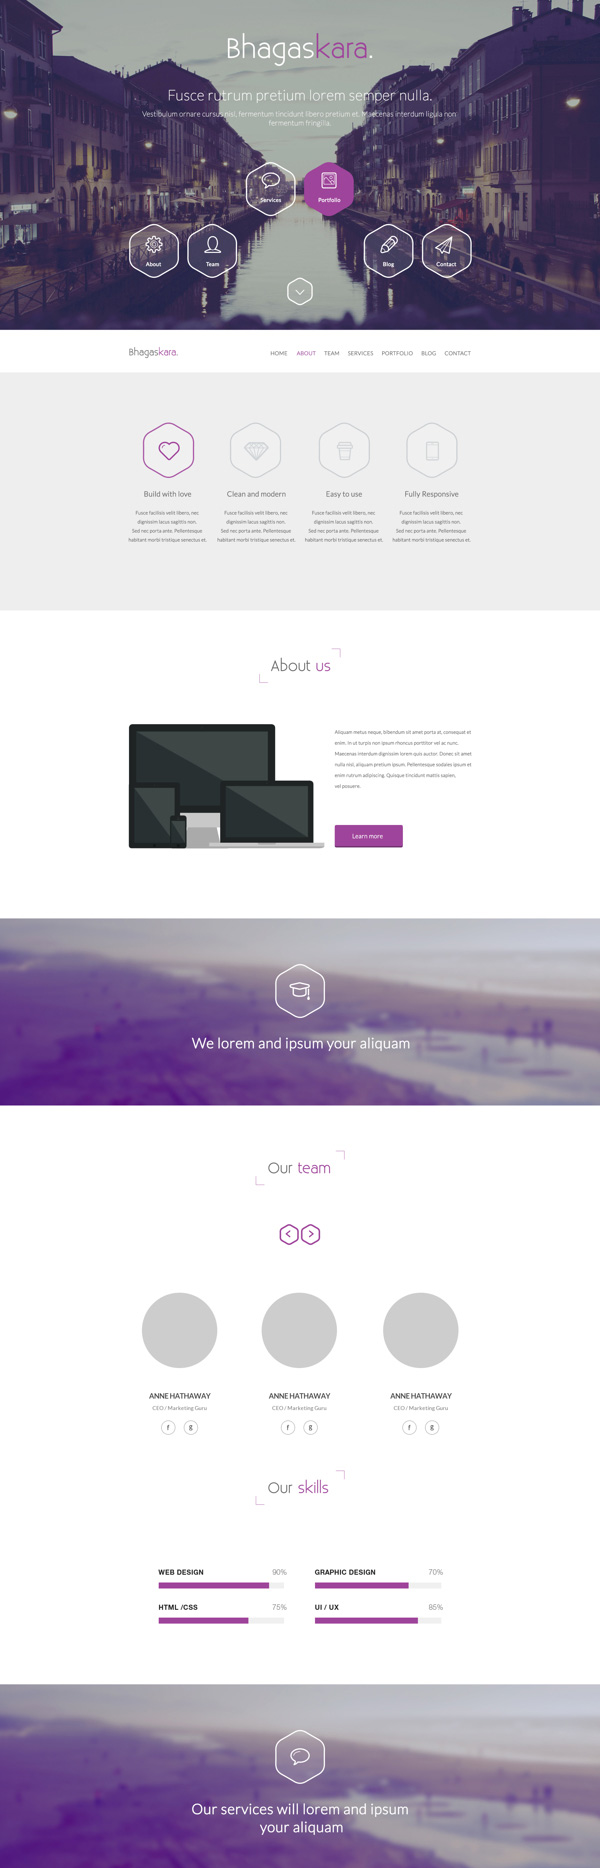 Bhagaskara.
Fusce rutrum pretium lorem semper nulla.
Vestibulum ornare cursus nisl, fermentum tincidunt libero pretium et. Maecenas interdum ligula non
fermentum fringilla.
Services
Portfolio
About
Team
Blog
Contact
Bhagaskara.
HOME ABOUT TEAM SERVICES PORTFOLIO BLOG CONTACT
Build with love
Fusce facilisis velit libero, nec
dignissim lacus sagittis non.
Sed nec porta ante. Pellentesque
habitant morbi tristique senectus et.
Clean and modern
Fusce facilisis velit libero, nec
dignissim lacus sagittis non.
Sed nec porta ante. Pellentesque
habitant morbi tristique senectus et.
Easy to use
Fusce facilisis velit libero, nec
dignissim lacus sagittis non.
Sed nec porta ante. Pellentesque
habitant morbi tristique senectus et.
Fully Responsive
Fusce facilisis velit libero, nec
dignissim lacus sagittis non.
Sed nec porta ante. Pellentesque
habitant morbi tristique senectus et.
About us
Aliquam metus neque, bibendum sit amet porta at, consequat et
enim. In ut turpis non ipsum rhoncus porttitor vel ac nunc.
Maecenas interdum dignissim lorem quis auctor. Donec sit amet
nulla nisl, aliquam pretium ipsum. Pellentesque sodales ipsum et
enim rutrum adipiscing. Quisque tincidunt mattis sapien,
vel posuere.
Learn more
We lorem and ipsum your aliquam
Our team
ANNE HATHAWAY
CEO / Marketing Guru
f g
ANNE HATHAWAY
CEO / Marketing Guru
f g
ANNE HATHAWAY
CEO / Marketing Guru
f g
Our skills
WEB DESIGN 90%
GRAPHIC DESIGN 70%
HTML /CSS 75%
UI / UX 85%
Our services will lorem and ipsum
your aliquam